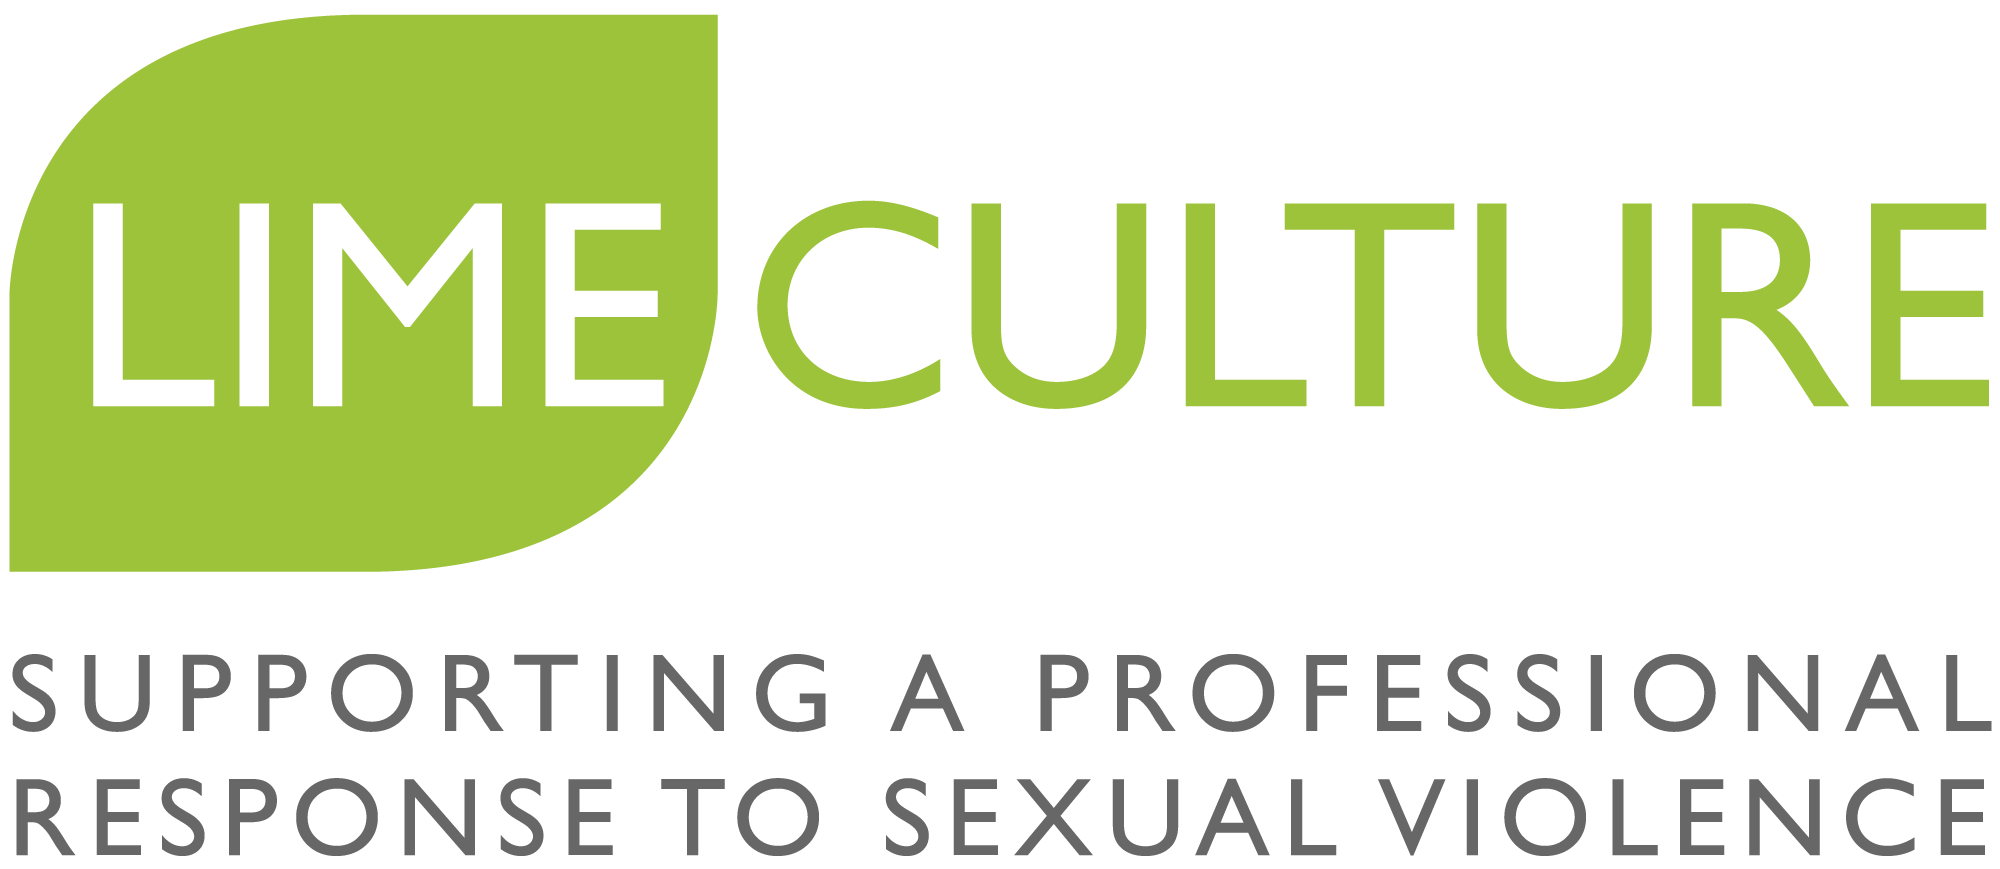 LIME CULTURE
SUPPORTING A PROFESSIONAL
RESPONSE TO SEXUAL VIOLENCE